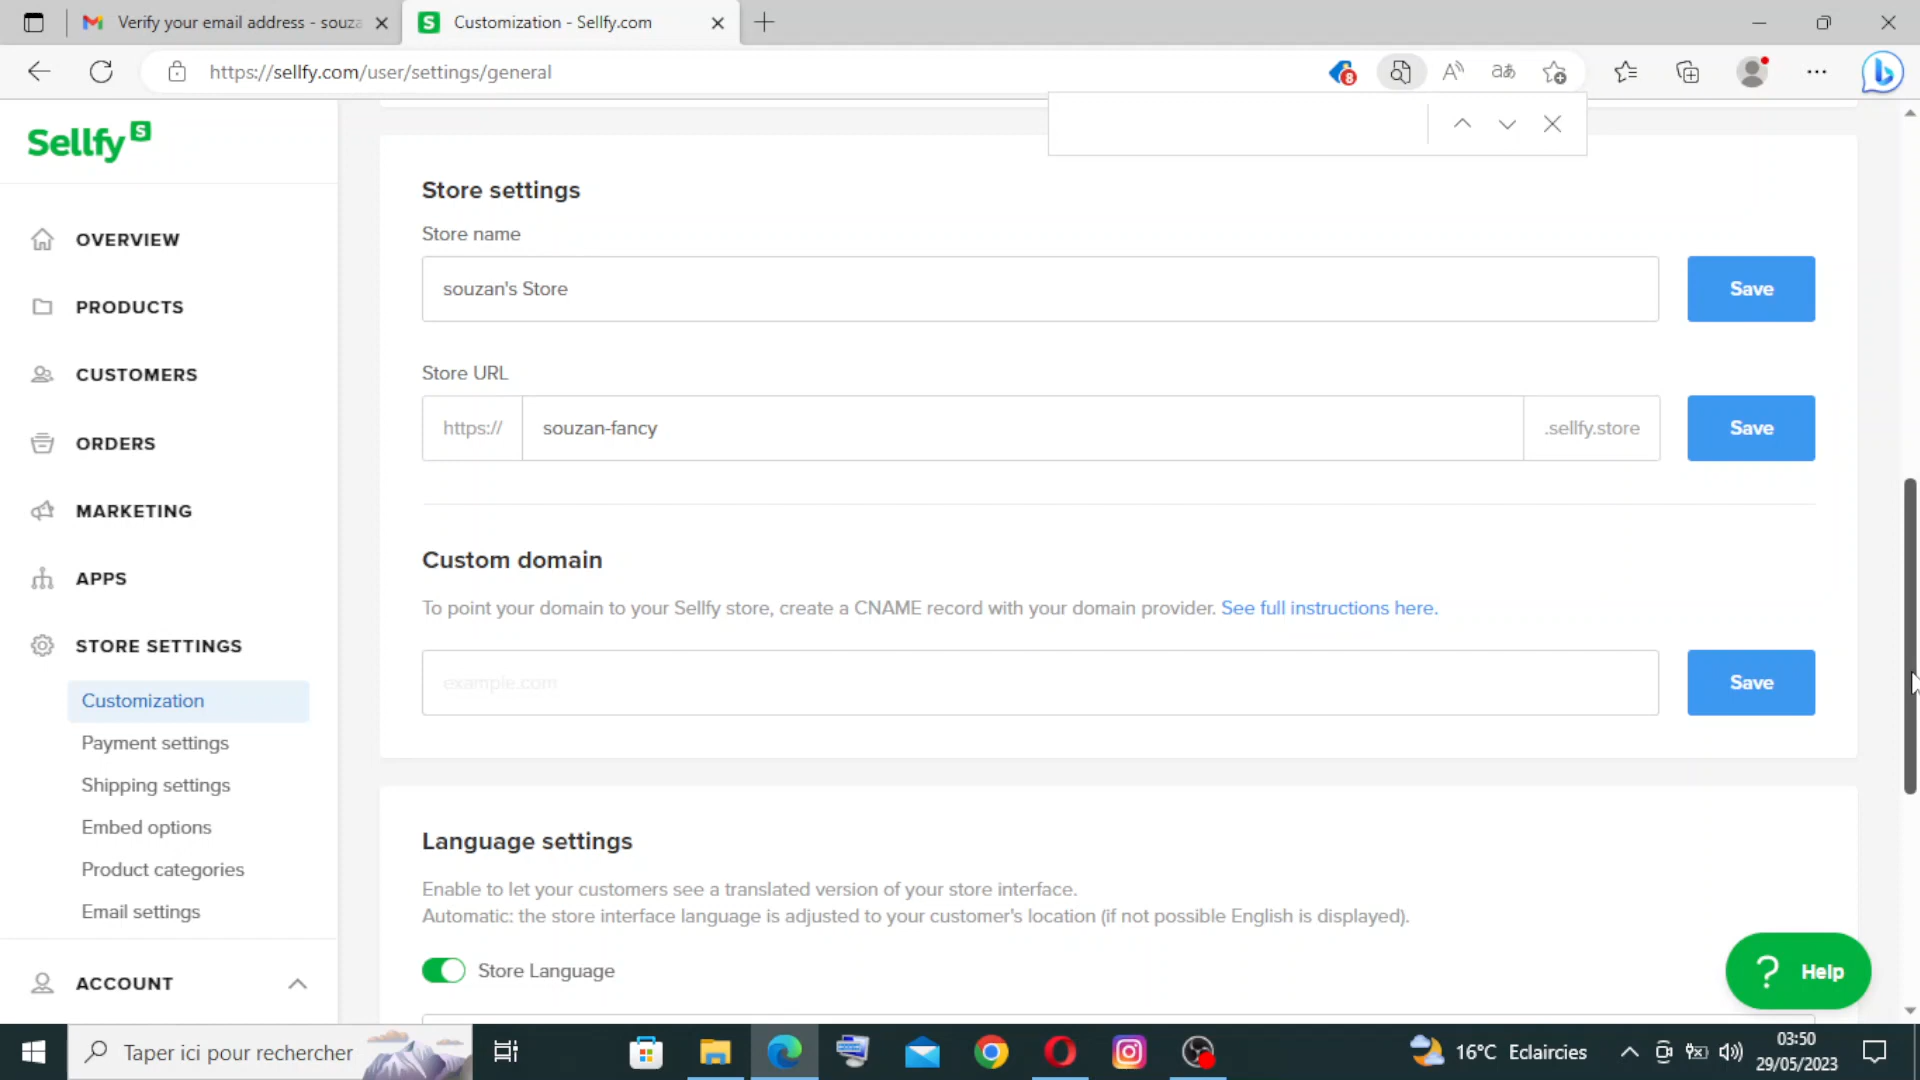 Verify your email address - souza
Customization - Sellfy.com
https://sellfy.com/user/settings/general
8
Sellfy S
OVERVIEW
PRODUCTS
CUSTOMERS
ORDERS
MARKETING
APPS
STORE SETTINGS
Customization
Payment settings
Shipping settings
Embed options
Product categories
Email settings
ACCOUNT
Store settings
Store name
souzan's Store
Save
Store URL
https://
souzan-fancy
.sellfy.store
Save
Custom domain
To point your domain to your Sellfy store, create a CNAME record with your domain provider. See full instructions here.
example.com
Save
Language settings
Enable to let your customers see a translated version of your store interface.
Automatic: the store interface language is adjusted to your customer's location (if not possible English is displayed).
Store Language
? Help
Taper ici pour rechercher
16°C Eclaircies
03:50
29/05/2023